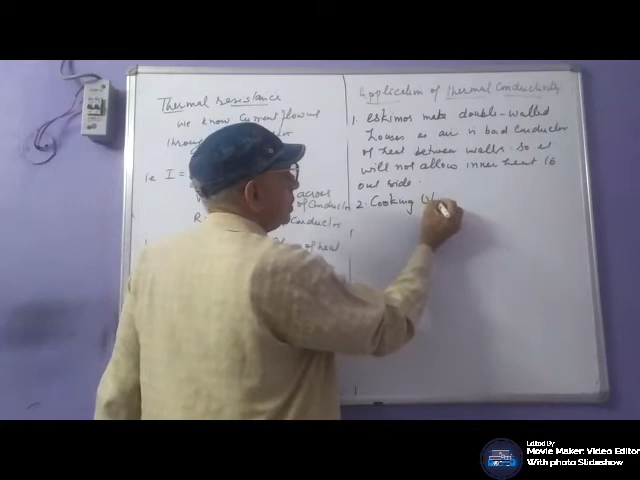 Thermal resistance
we know current flowing
through
ie I =
across
of Conductor
R
of heat
Application of Thermal Conductivity
1. Eskimos make double-walled
houses as air is bad conductor
of heat between walls. So it
will not allow inner heat to
out side.
2. Cooking
Edited By
Movie Maker: Video Editor
With photo Slideshow